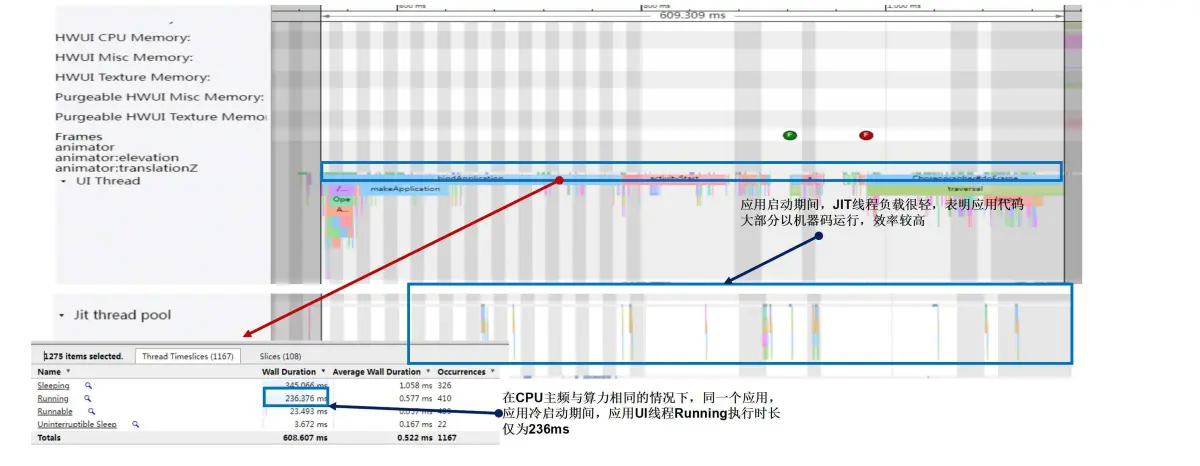 600 ms
800 ms
1,000 ms
609.309 ms
HWUI CPU Memory:
HWUI Misc Memory:
HWUI Texture Memory:
Purgeable HWUI Misc Memory:
Purgeable HWUI Texture Memo
Frames
F
F
animator
animator:elevation
animator:translationZ
UI Thread
bindApplication
activityStart
Choreographer#doFrame
/...
makeApplication
traversal
Ope
A...
应用启动期间，JIT线程负载很轻，表明应用代码
大部分以机器码运行，效率较高
Jit thread pool
1275 items selected.
Thread Timeslices (1167)
Slices (108)
Name Wall Duration Average Wall Duration Occurrences
Sleeping 345.066 ms 1.058 ms 326
Running 236.376 ms 0.577 ms 410
Runnable 23.493 ms 0.057 ms 409
Uninterruptible Sleep 3.672 ms 0.167 ms 22
Totals 608.607 ms 0.522 ms 1167
在CPU主频与算力相同的情况下，同一个应用，
应用冷启动期间，应用UI线程Running执行时长
仅为236ms